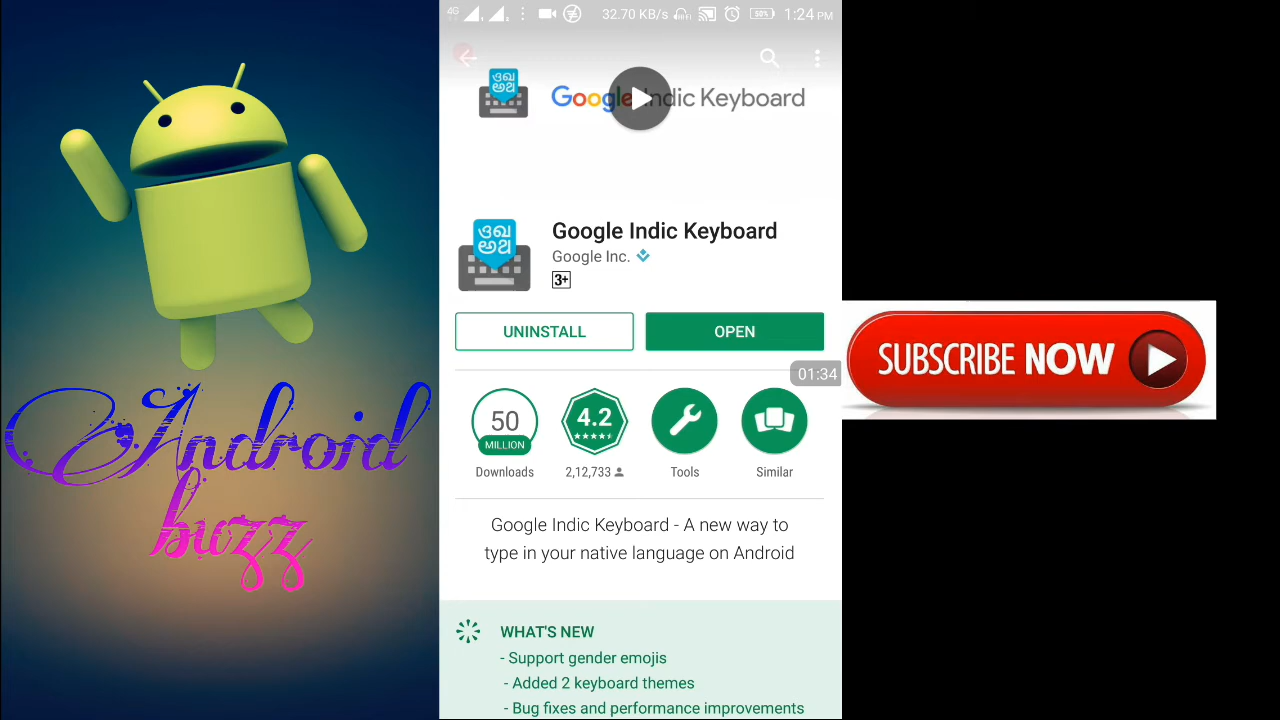 4G
32.70 KB/s
50%
1:24 PM
Google Indic Keyboard
Google Indic Keyboard
Google Inc.
3+
UNINSTALL
OPEN
01:34
50
MILLION
4.2
Downloads
2,12,733
Tools
Similar
Google Indic Keyboard - A new way to
type in your native language on Android
WHAT'S NEW
- Support gender emojis
- Added 2 keyboard themes
- Bug fixes and performance improvements
Android
buzz
SUBSCRIBE NOW